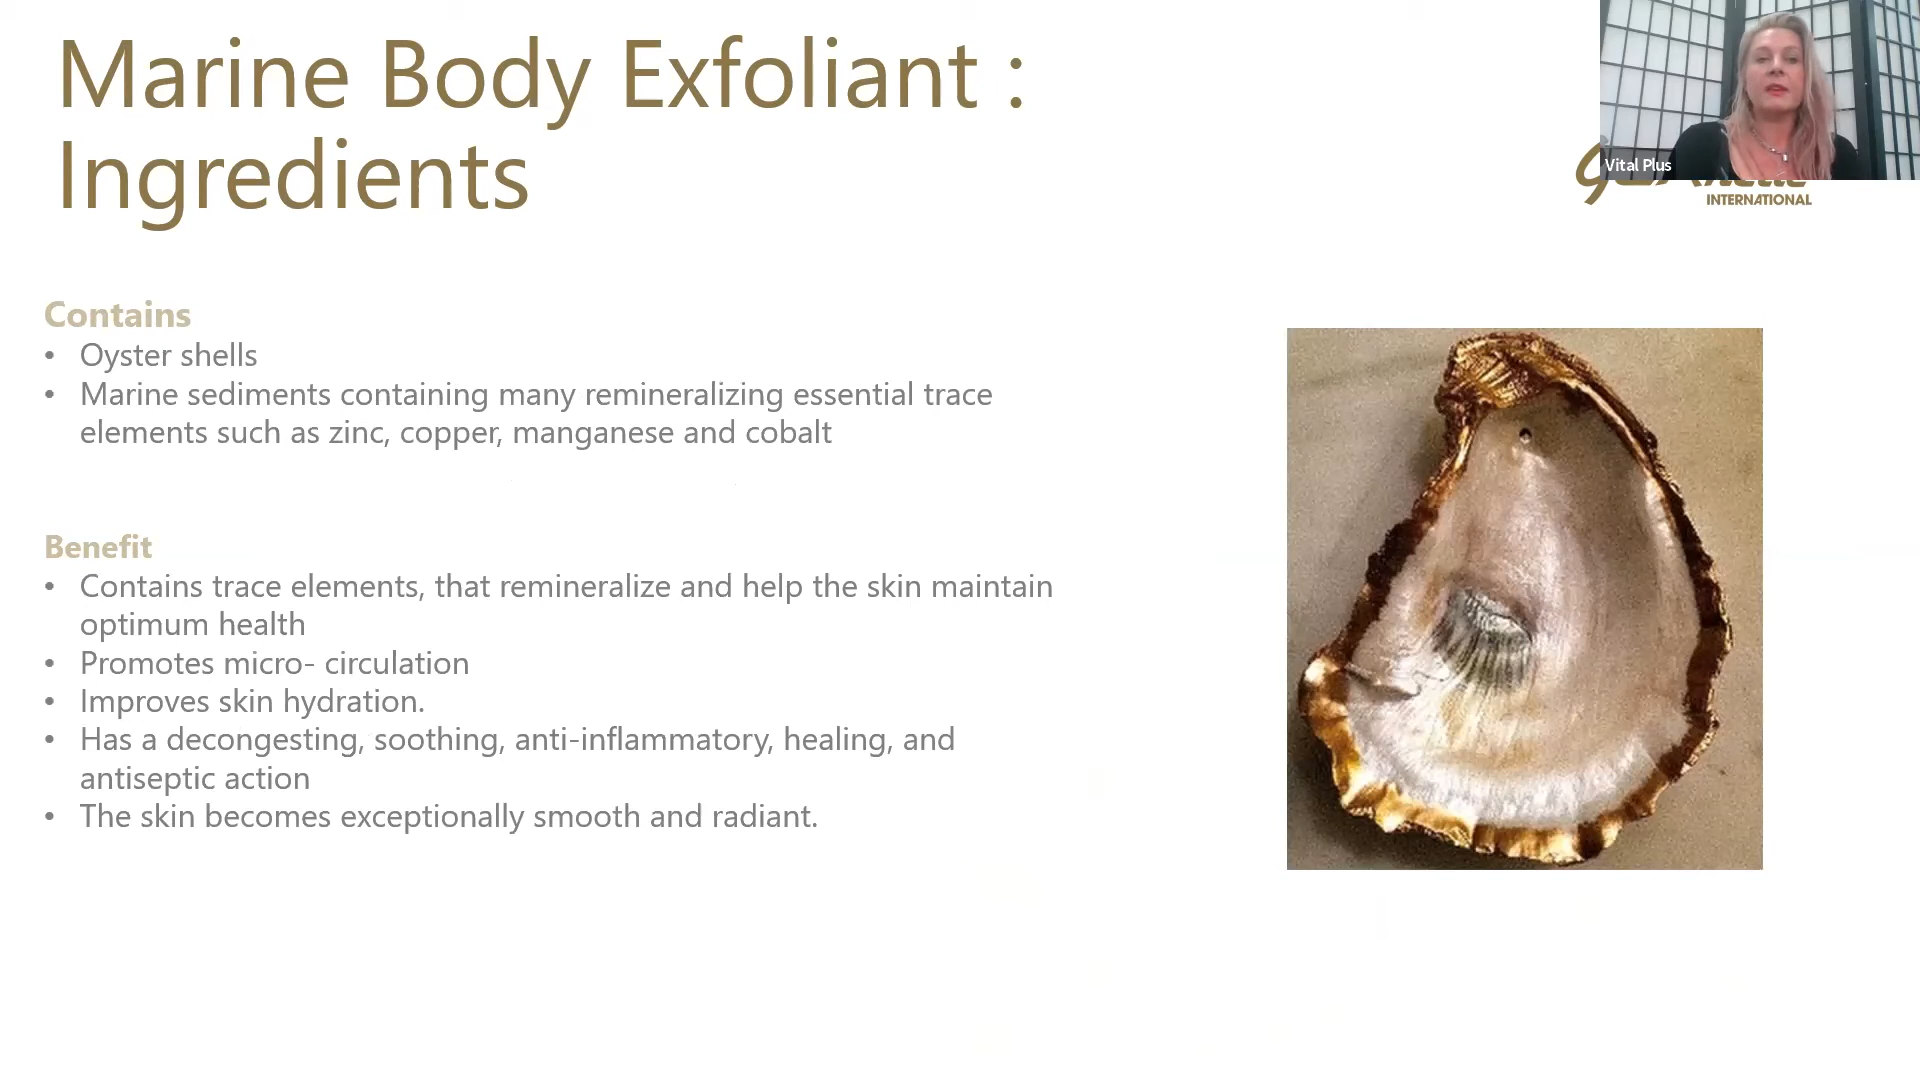 Marine Body Exfoliant :
Ingredients
Vital Plus
INTERNATIONAL
Contains
• Oyster shells
• Marine sediments containing many remineralizing essential trace
elements such as zinc, copper, manganese and cobalt
Benefit
• Contains trace elements, that remineralize and help the skin maintain
optimum health
• Promotes micro- circulation
• Improves skin hydration.
• Has a decongesting, soothing, anti-inflammatory, healing, and
antiseptic action
• The skin becomes exceptionally smooth and radiant.